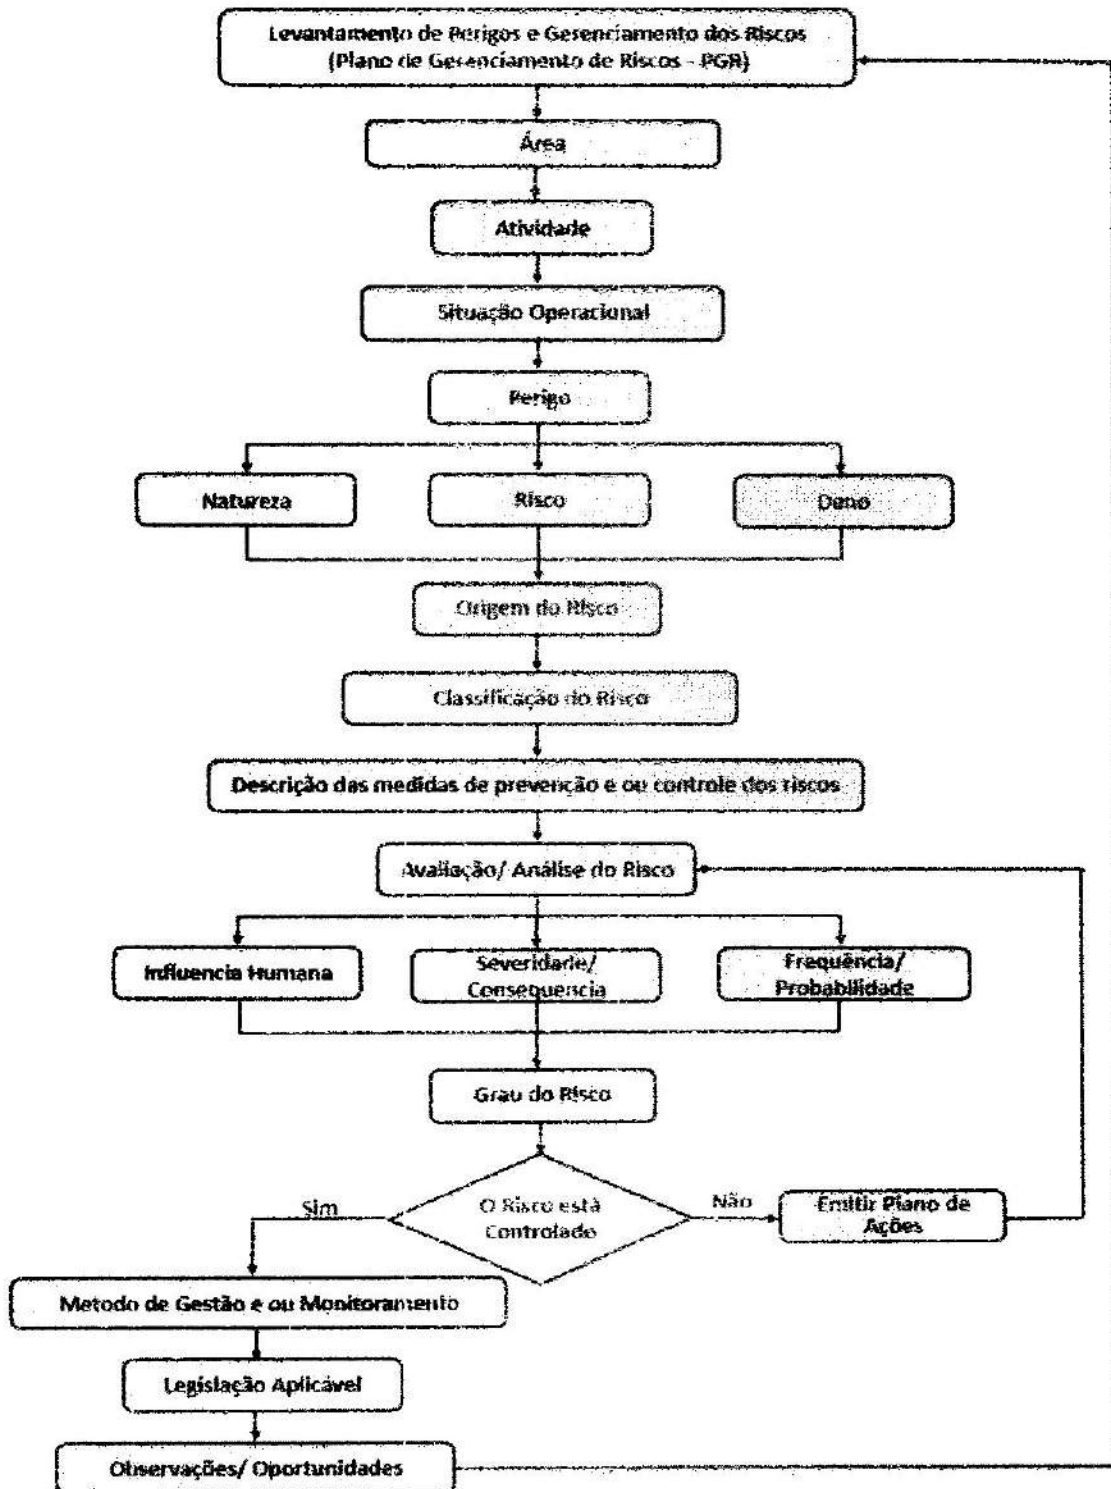 Levantamento de Perigos e Gerenciamento dos Riscos
(Plano de Gerenciamento de Riscos - PGR)
Área
Atividade
Situação Operacional
Perigo
Natureza
Risco
Dano
Origem do Risco
Classificação do Risco
Descrição das medidas de prevenção e ou controle dos riscos
Avaliação/ Análise do Risco
Influencia Humana
Severidade/
Consequencia
Frequência/
Probabilidade
Grau do Risco
Sim
O Risco está
Controlado
Não
Emitir Plano de
Ações
Metodo de Gestão e ou Monitoramento
Legislação Aplicável
Observações/ Oportunidades